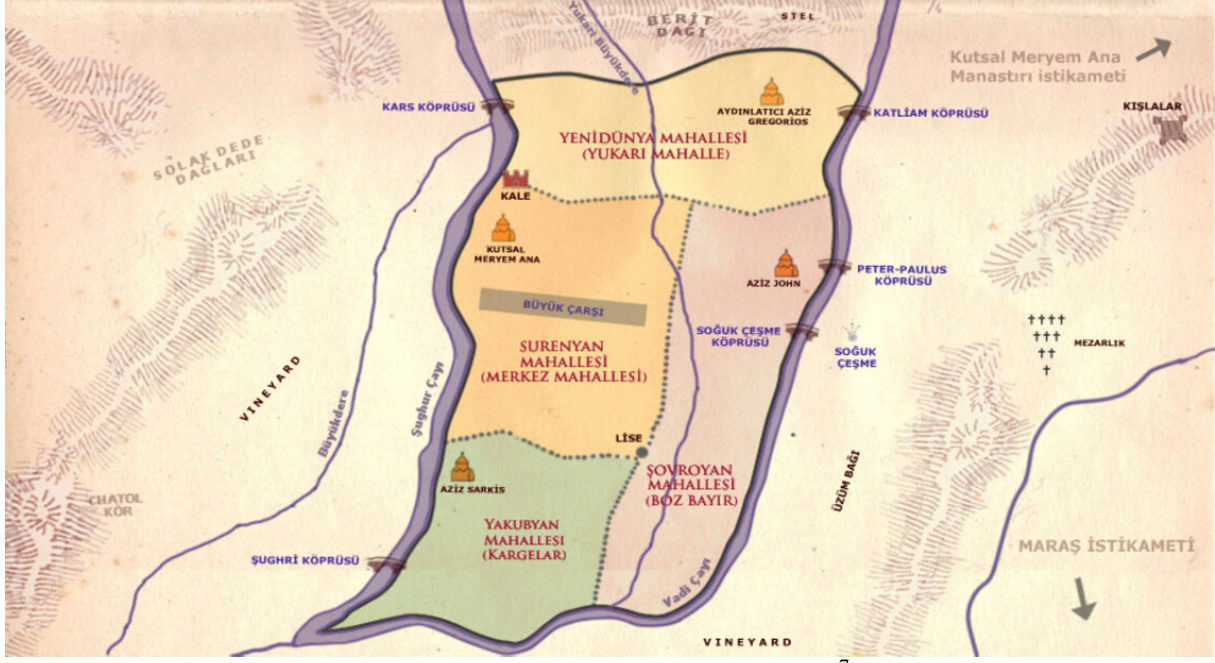 BERİT
DAĞI
STEL
Yukarı Büyükdere
Kutsal Meryem Ana
Manastırı istikameti
KARS KÖPRÜSÜ
AYDINLATICI AZİZ
GREGORİOS
KATLİAM KÖPRÜSÜ
KIŞLALAR
YENİDÜNYA MAHALLESİ
(YUKARI MAHALLE)
SOLAK DEDE
DAĞLARI
KALE
KUTSAL
MERYEM ANA
AZİZ JOHN
PETER-PAULUS
KÖPRÜSÜ
BÜYÜK ÇARŞI
SOĞUK ÇEŞME
KÖPRÜSÜ
SOĞUK
ÇEŞME
MEZARLIK
SURENYAN
MAHALLESİ
(MERKEZ MAHALLESİ)
VINEYARD
Büyükdere
Şughur Çayı
LİSE
ŞOVROYAN
MAHALLESİ
(BOZ BAYIR)
ÜZÜM BAĞI
AZİZ SARKİS
CHATOL
KÖR
YAKUBYAN
MAHALLESI
(KARGELAR)
ŞUGHRİ KÖPRÜSÜ
MARAŞ İSTİKAMETİ
Vadi Çayı
VINEYARD
7